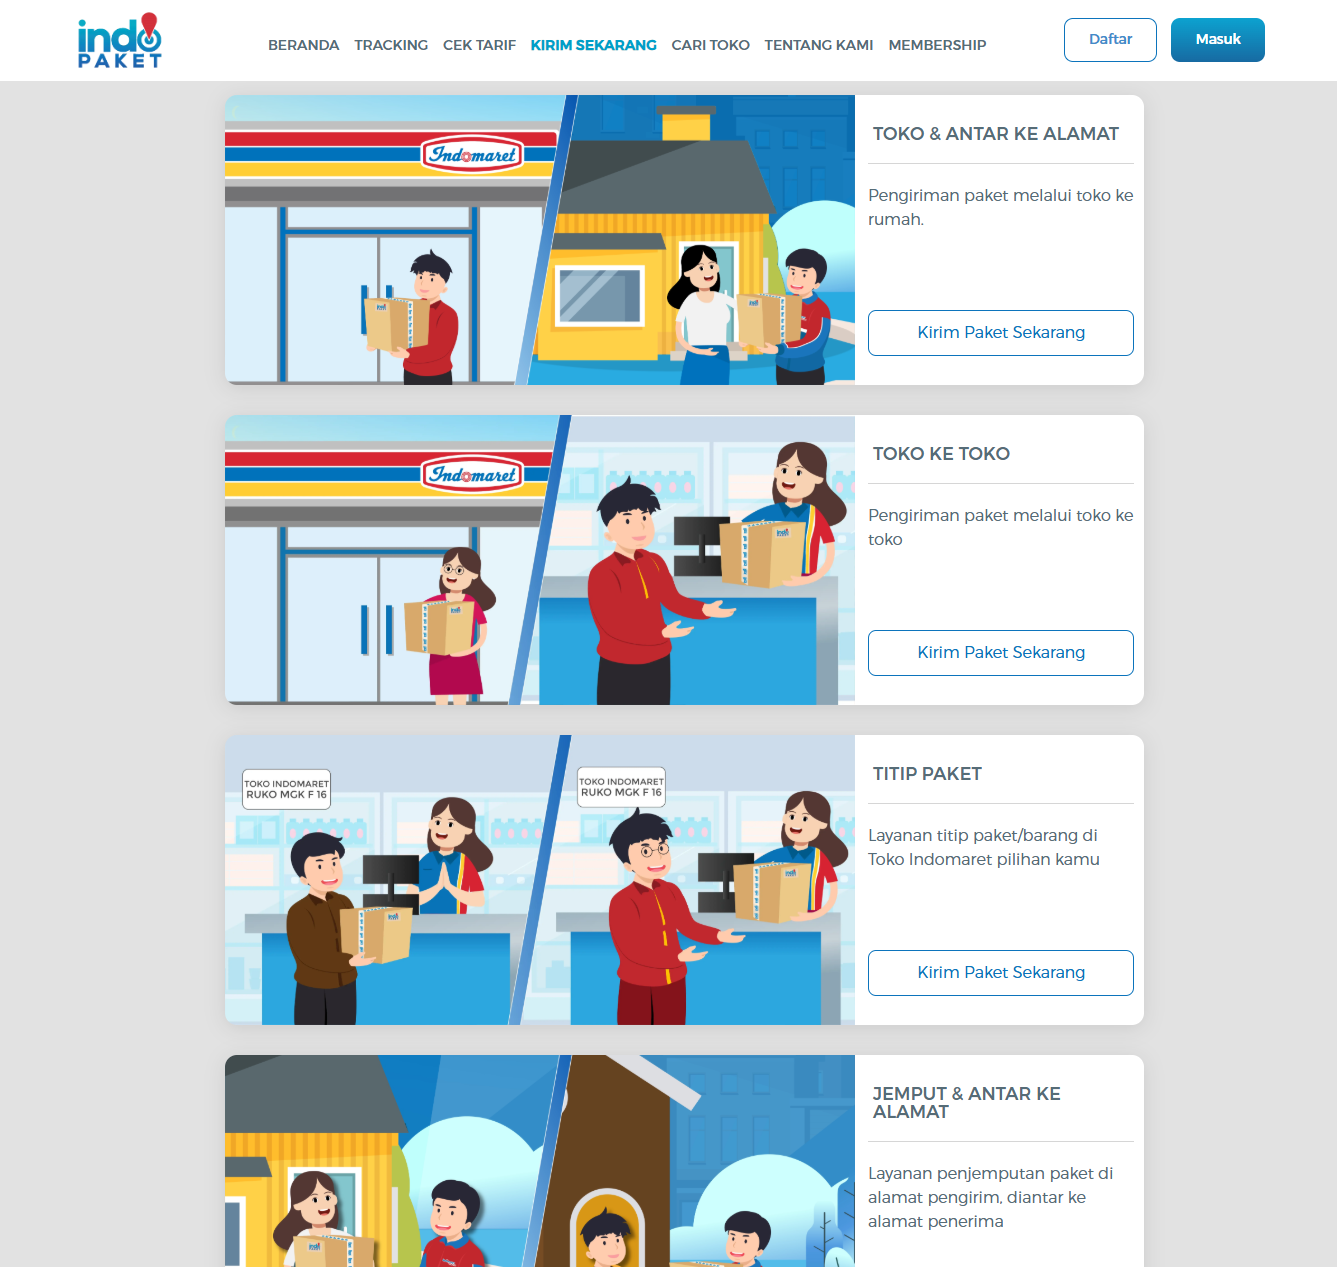 indo
PAKET
BERANDA TRACKING CEK TARIF KIRIM SEKARANG CARI TOKO TENTANG KAMI MEMBERSHIP
Daftar
Masuk
Indomaret
TOKO & ANTAR KE ALAMAT
Pengiriman paket melalui toko ke
rumah.
Kirim Paket Sekarang
Indomaret
TOKO KE TOKO
Pengiriman paket melalui toko ke
toko
Kirim Paket Sekarang
TOKO INDOMARET
RUKO MGK F 16
TOKO INDOMARET
RUKO MGK F 16
TITIP PAKET
Layanan titip paket/barang di
Toko Indomaret pilihan kamu
Kirim Paket Sekarang
JEMPUT & ANTAR KE
ALAMAT
Layanan penjemputan paket di
alamat pengirim, diantar ke
alamat penerima